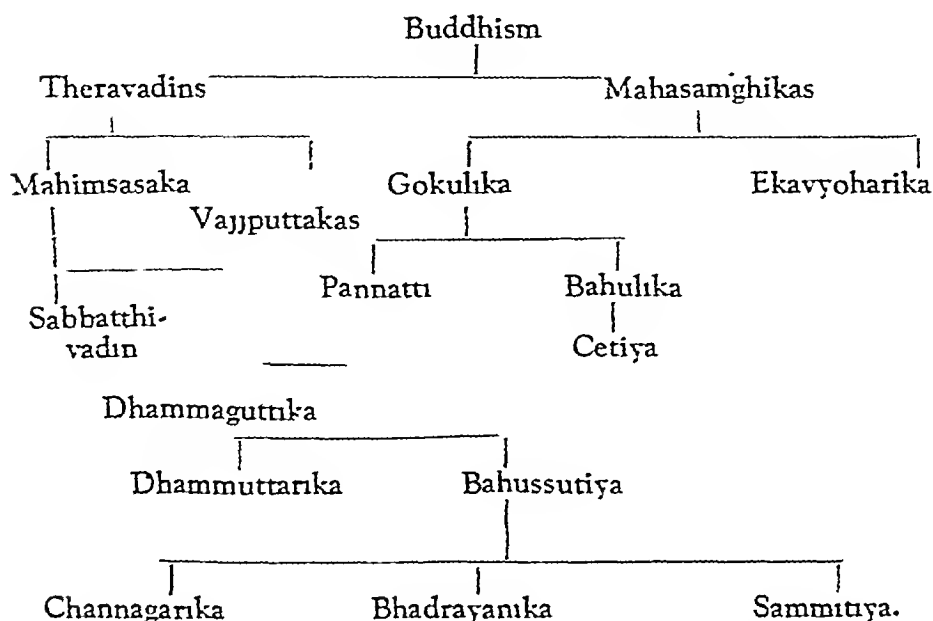 Buddhism
Theravadins Mahasamghikas
Mahimsasaka Gokulika Ekavyoharika
Vajjputtakas
Pannatti Bahulika
Sabbatthi-
vadin
Cetiya
Dhammaguttika
Dhammuttarika Bahussutiya
Channagarika Bhadrayanika Sammitiya.